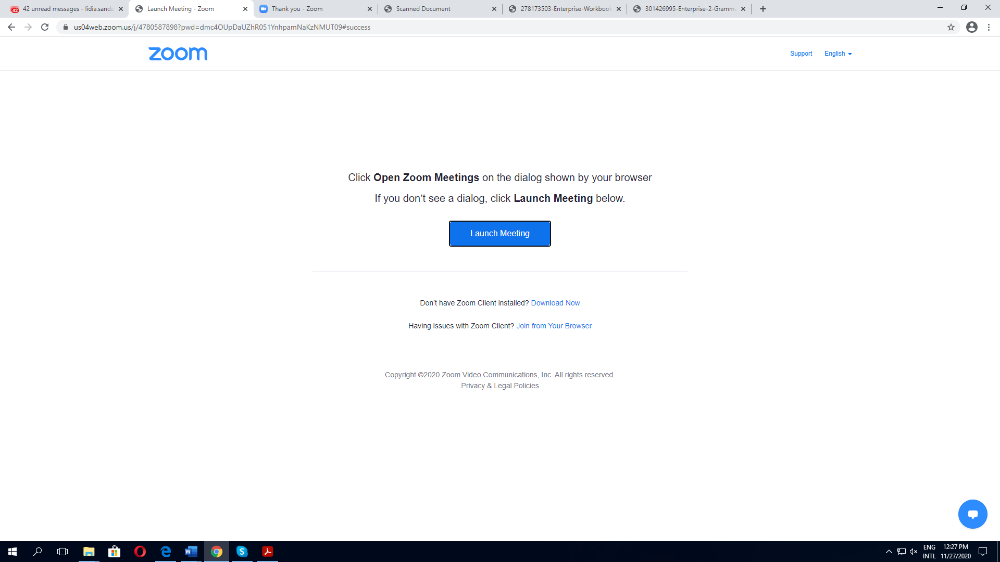 42 unread messages - lidia.sanda
Launch Meeting - Zoom
Thank you - Zoom
Scanned Document
278173503-Enterprise-Workbook
301426995-Enterprise-2-Gramma
us04web.zoom.us/j/4780587898?pwd=dmc4OUpDaUZhR051YnhpamNaKzNMUT09#success
zoom
Support
English
Click Open Zoom Meetings on the dialog shown by your browser
If you don’t see a dialog, click Launch Meeting below.
Launch Meeting
Don’t have Zoom Client installed? Download Now
Having issues with Zoom Client? Join from Your Browser
Copyright ©2020 Zoom Video Communications, Inc. All rights reserved.
Privacy & Legal Policies
ENG
INTL
12:27 PM
11/27/2020